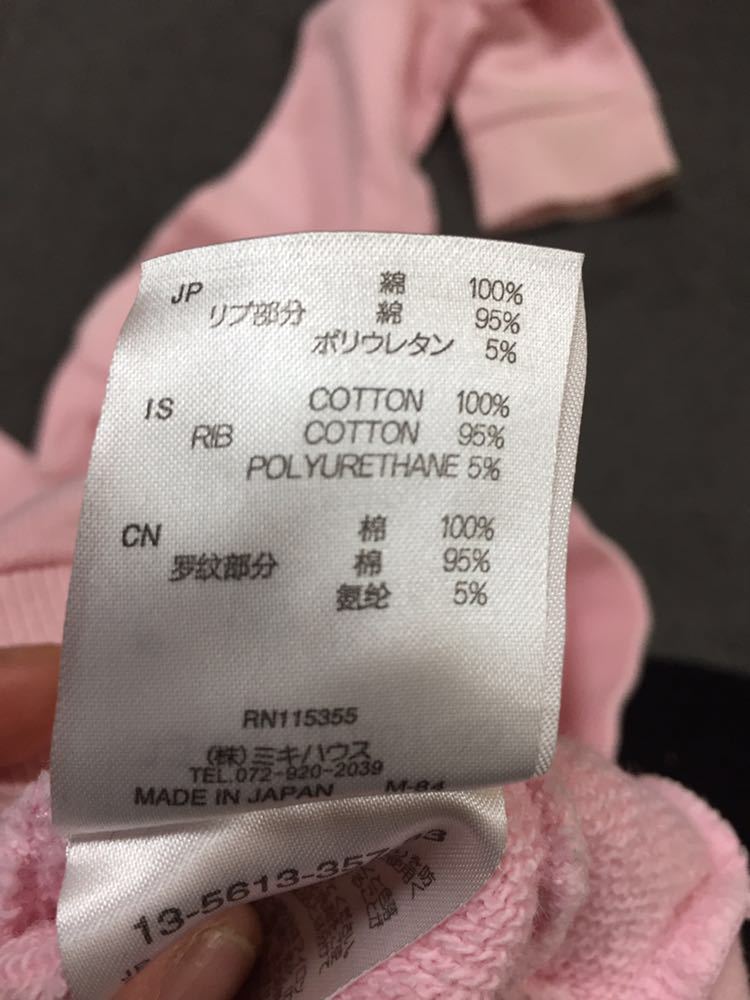 JP 綿 100%
リブ部分 綿 95%
ポリウレタン 5%
IS COTTON 100%
RIB COTTON 95%
POLYURETHANE 5%
CN 棉 100%
罗纹部分 棉 95%
氨纶 5%
RN115355
(株)ミキハウス
TEL.072-920-2039
MADE IN JAPAN M-84